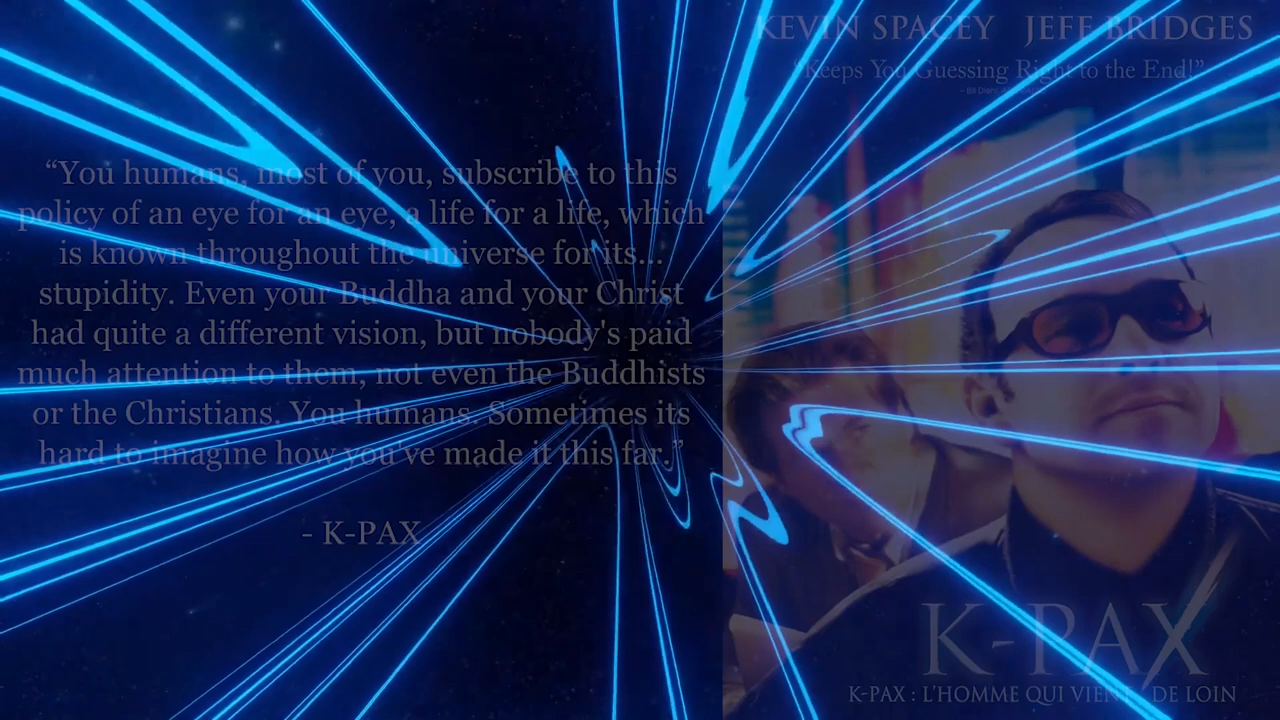 KEVIN SPACEY JEFF BRIDGES
“Keeps You Guessing Right to the End!”
“You humans, most of you, subscribe to this
policy of an eye for an eye, a life for a life, which
is known throughout the universe for its...
stupidity. Even your Buddha and your Christ
had quite a different vision, but nobody's paid
much attention to them, not even the Buddhists
or the Christians. You humans. Sometimes its
hard to imagine how you've made it this far.”
- K-PAX
K-PAX
K-PAX : L'HOMME QUI VIENT DE LOIN